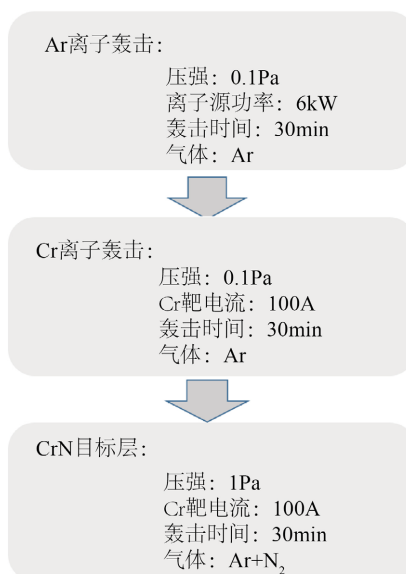 Ar离子轰击：
压强：0.1Pa
离子源功率：6kW
轰击时间：30min
气体：Ar
Cr离子轰击：
压强：0.1Pa
Cr靶电流：100A
轰击时间：30min
气体：Ar
CrN目标层：
压强：1Pa
Cr靶电流：100A
轰击时间：30min
气体：Ar+N₂